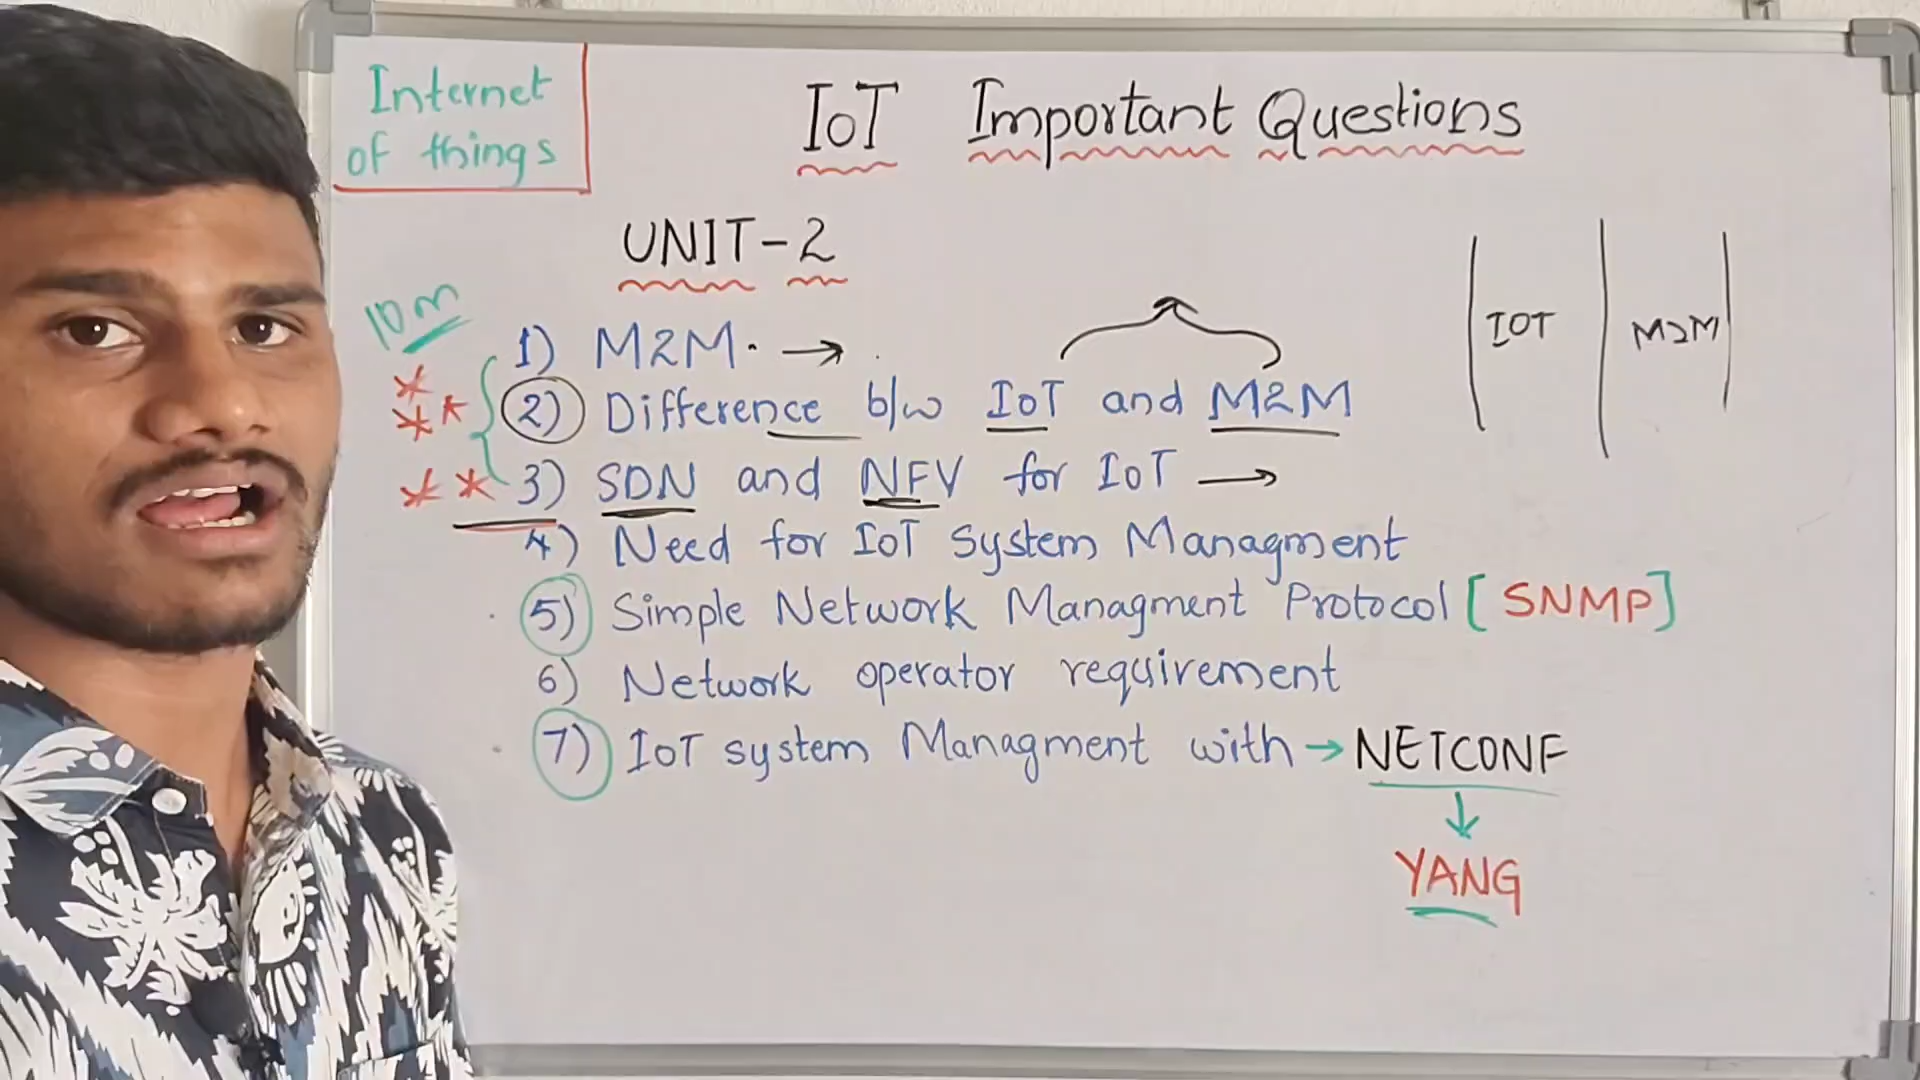 Internet
of things
IoT Important Questions
UNIT-2
10m
IOT
M2M
1) M2M. →
2) Difference b/w IoT and M2M
3) SDN and NFV for IoT →
4) Need for IoT System Managment
5) Simple Network Managment Protocol [SNMP]
6) Network operator requirement
7) IoT system Managment with → NETCONF
YANG